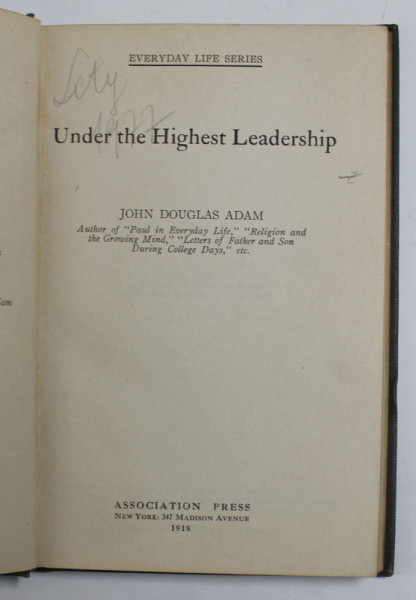 EVERYDAY LIFE SERIES
Under the Highest Leadership
JOHN DOUGLAS ADAM
Author of "Paul in Everyday Life," "Religion and
the Growing Mind," "Letters of Father and Son
During College Days," etc.
ASSOCIATION PRESS
NEW YORK: 347 MADISON AVENUE
1918